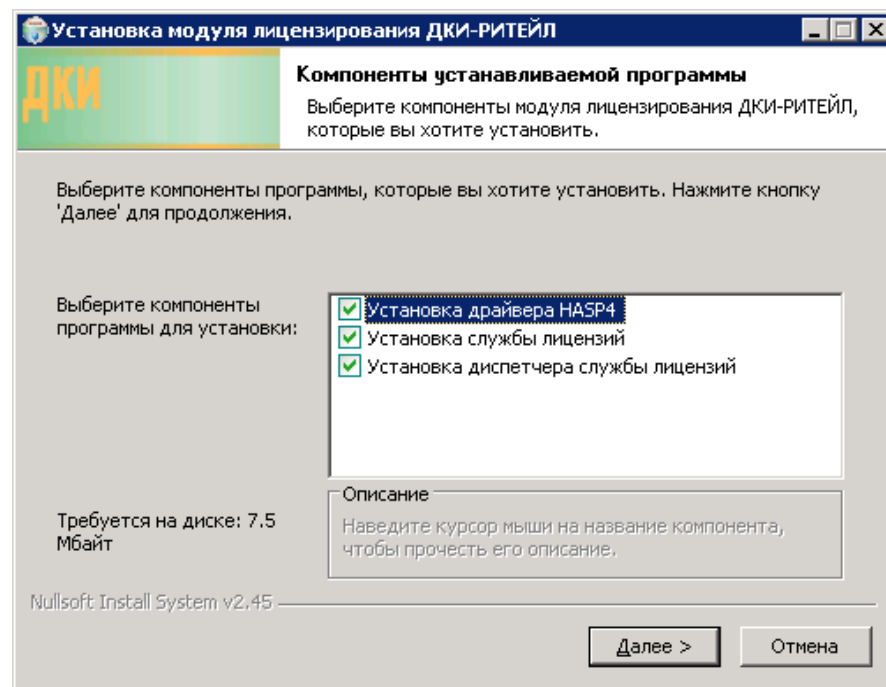 Установка модуля лицензирования ДКИ-РИТЕЙЛ
ДКИ
Компоненты устанавливаемой программы
Выберите компоненты модуля лицензирования ДКИ-РИТЕЙЛ,
которые вы хотите установить.
Выберите компоненты программы, которые вы хотите установить. Нажмите кнопку
'Далее' для продолжения.
Выберите компоненты
программы для установки:
Установка драйвера HASP4
Установка службы лицензий
Установка диспетчера службы лицензий
Требуется на диске: 7.5
Мбайт
Описание
Наведите курсор мыши на название компонента,
чтобы прочесть его описание.
Nullsoft Install System v2.45
Далее >
Отмена